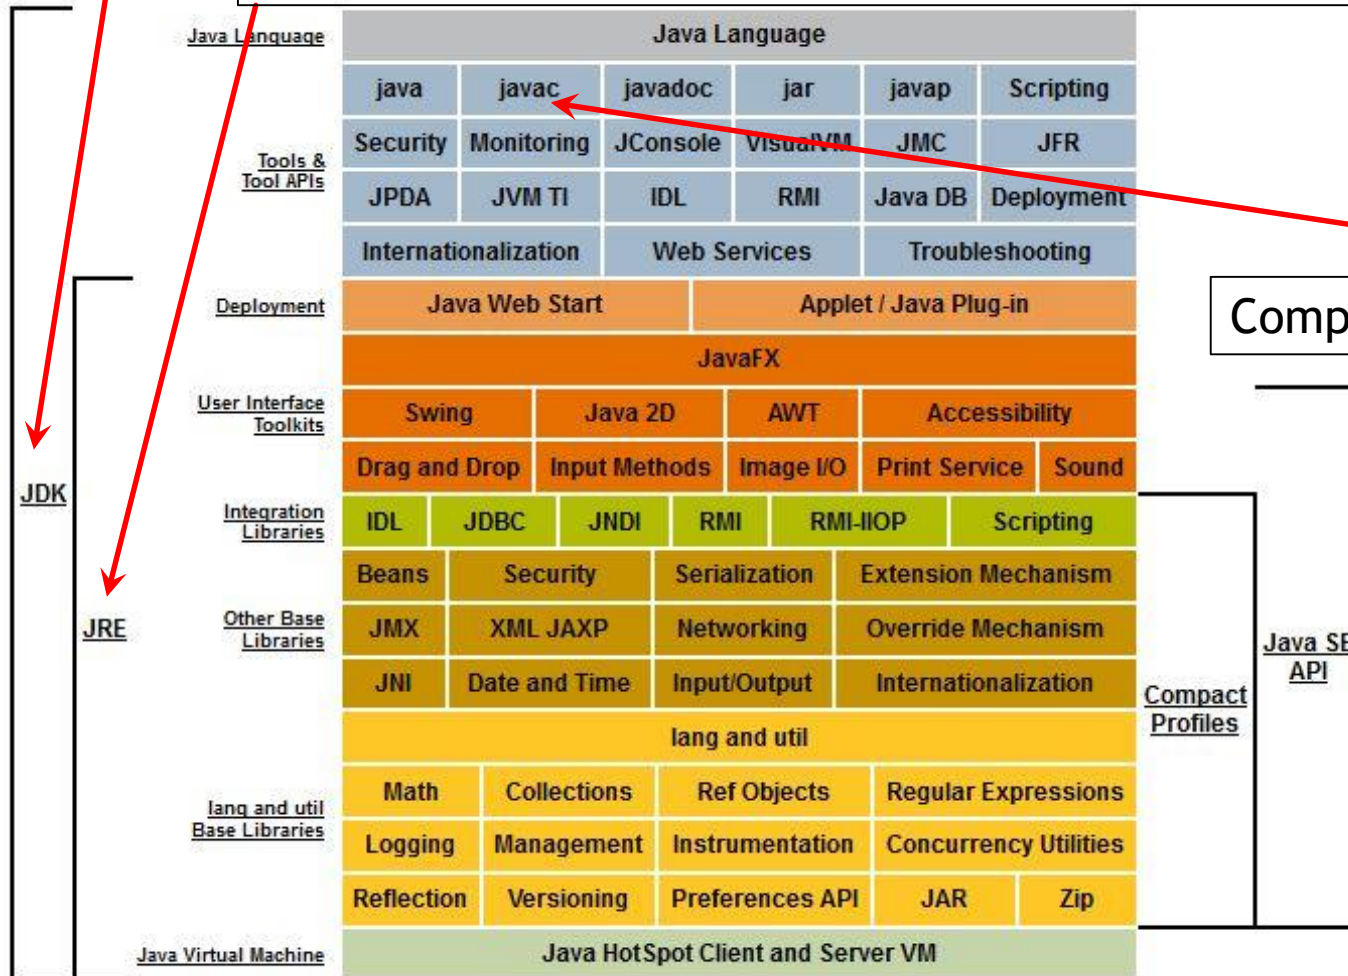 Java Language
Java Language
java javac javadoc jar javap Scripting
Security Monitoring JConsole VisualVM JMC JFR
Tools &
Tool APIs
JPDA JVM TI IDL RMI Java DB Deployment
Internationalization Web Services Troubleshooting
Deployment
Java Web Start Applet / Java Plug-in
Comp
JavaFX
User Interface
Toolkits
Swing Java 2D AWT Accessibility
Drag and Drop Input Methods Image I/O Print Service Sound
JDK
Integration
Libraries
IDL JDBC JNDI RMI RMI-IIOP Scripting
Beans Security Serialization Extension Mechanism
JRE
Other Base
Libraries
JMX XML JAXP Networking Override Mechanism
Java SE
API
JNI Date and Time Input/Output Internationalization
Compact
Profiles
lang and util
lang and util
Base Libraries
Math Collections Ref Objects Regular Expressions
Logging Management Instrumentation Concurrency Utilities
Reflection Versioning Preferences API JAR Zip
Java Virtual Machine
Java HotSpot Client and Server VM